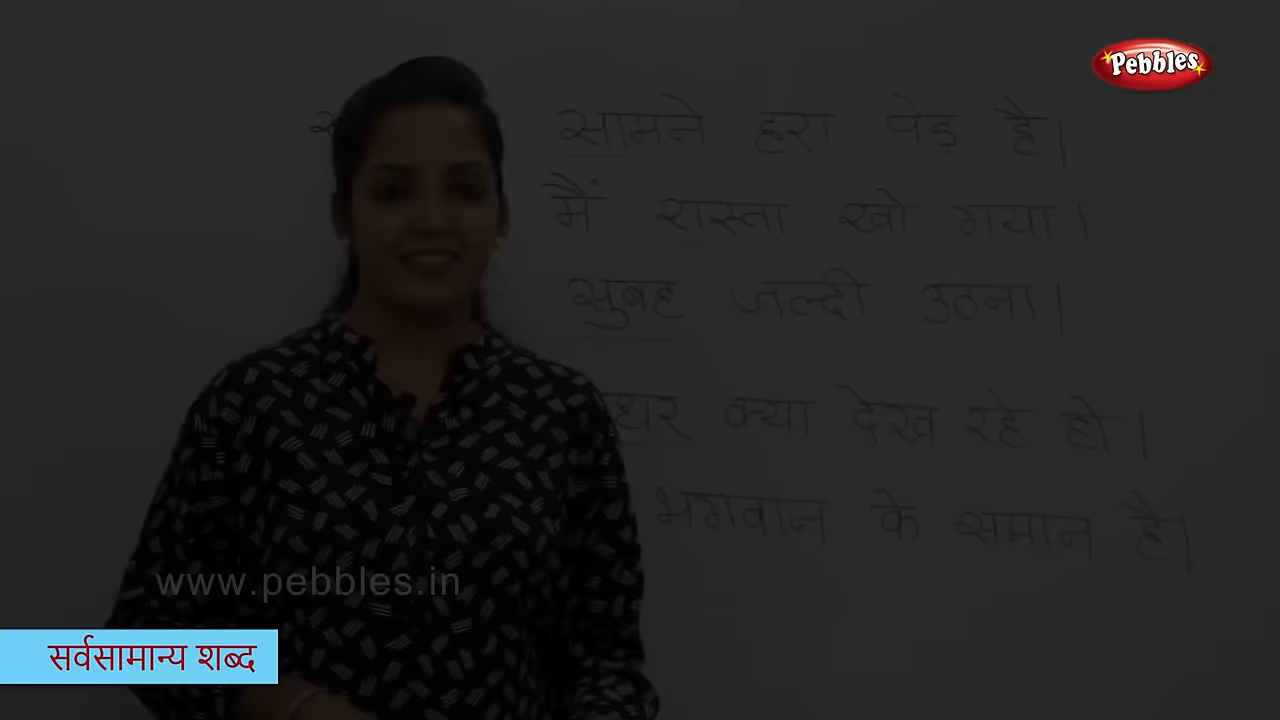 Pebbles
सामने हरा पेड़ है।
मैं रास्ता खो गया।
सुबह जल्दी उठना।
क्या देख रहे हो।
भगवान के समान है।
www.pebbles.in
सर्वसामान्य शब्द